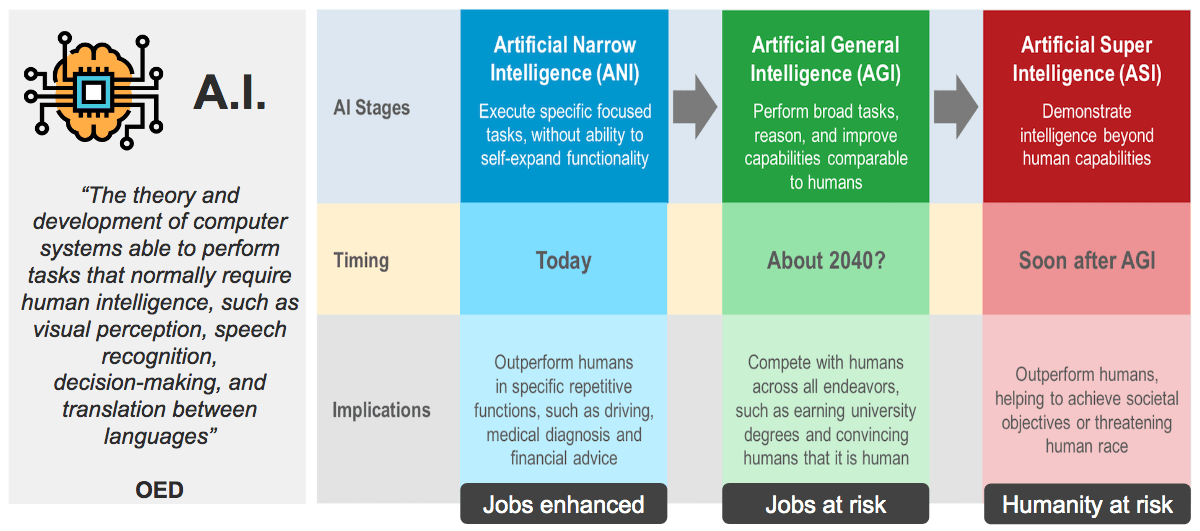 A.I.
“The theory and
development of computer
systems able to perform
tasks that normally require
human intelligence, such as
visual perception, speech
recognition,
decision-making, and
translation between
languages”
OED
AI Stages
Artificial Narrow
Intelligence (ANI)
Execute specific focused
tasks, without ability to
self-expand functionality
Artificial General
Intelligence (AGI)
Perform broad tasks,
reason, and improve
capabilities comparable
to humans
Artificial Super
Intelligence (ASI)
Demonstrate
intelligence beyond
human capabilities
Timing
Today
About 2040?
Soon after AGI
Implications
Outperform humans
in specific repetitive
functions, such as driving,
medical diagnosis and
financial advice
Compete with humans
across all endeavors,
such as earning university
degrees and convincing
humans that it is human
Outperform humans,
helping to achieve societal
objectives or threatening
human race
Jobs enhanced
Jobs at risk
Humanity at risk